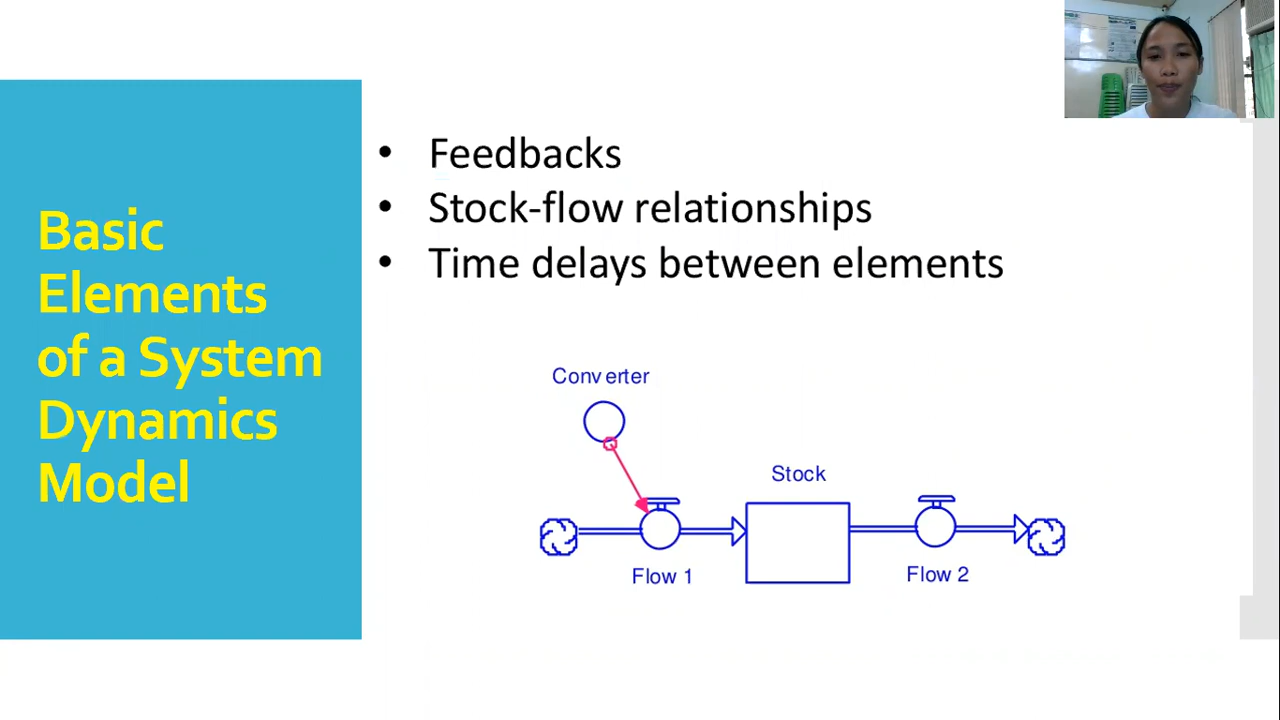 Basic
Elements
of a System
Dynamics
Model
• Feedbacks
• Stock-flow relationships
• Time delays between elements
Converter
Stock
Flow 1
Flow 2